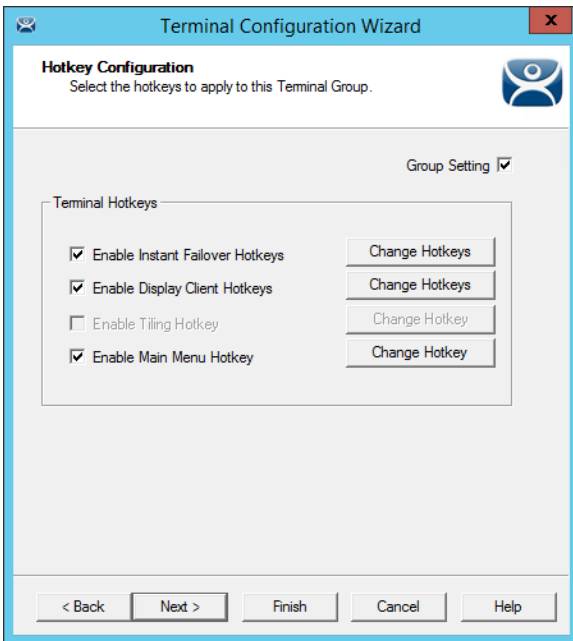 Terminal Configuration Wizard
x
Hotkey Configuration
Select the hotkeys to apply to this Terminal Group.
Group Setting
Terminal Hotkeys
Enable Instant Failover Hotkeys Change Hotkeys
Enable Display Client Hotkeys Change Hotkeys
Enable Tiling Hotkey Change Hotkey
Enable Main Menu Hotkey Change Hotkey
< Back Next > Finish Cancel Help